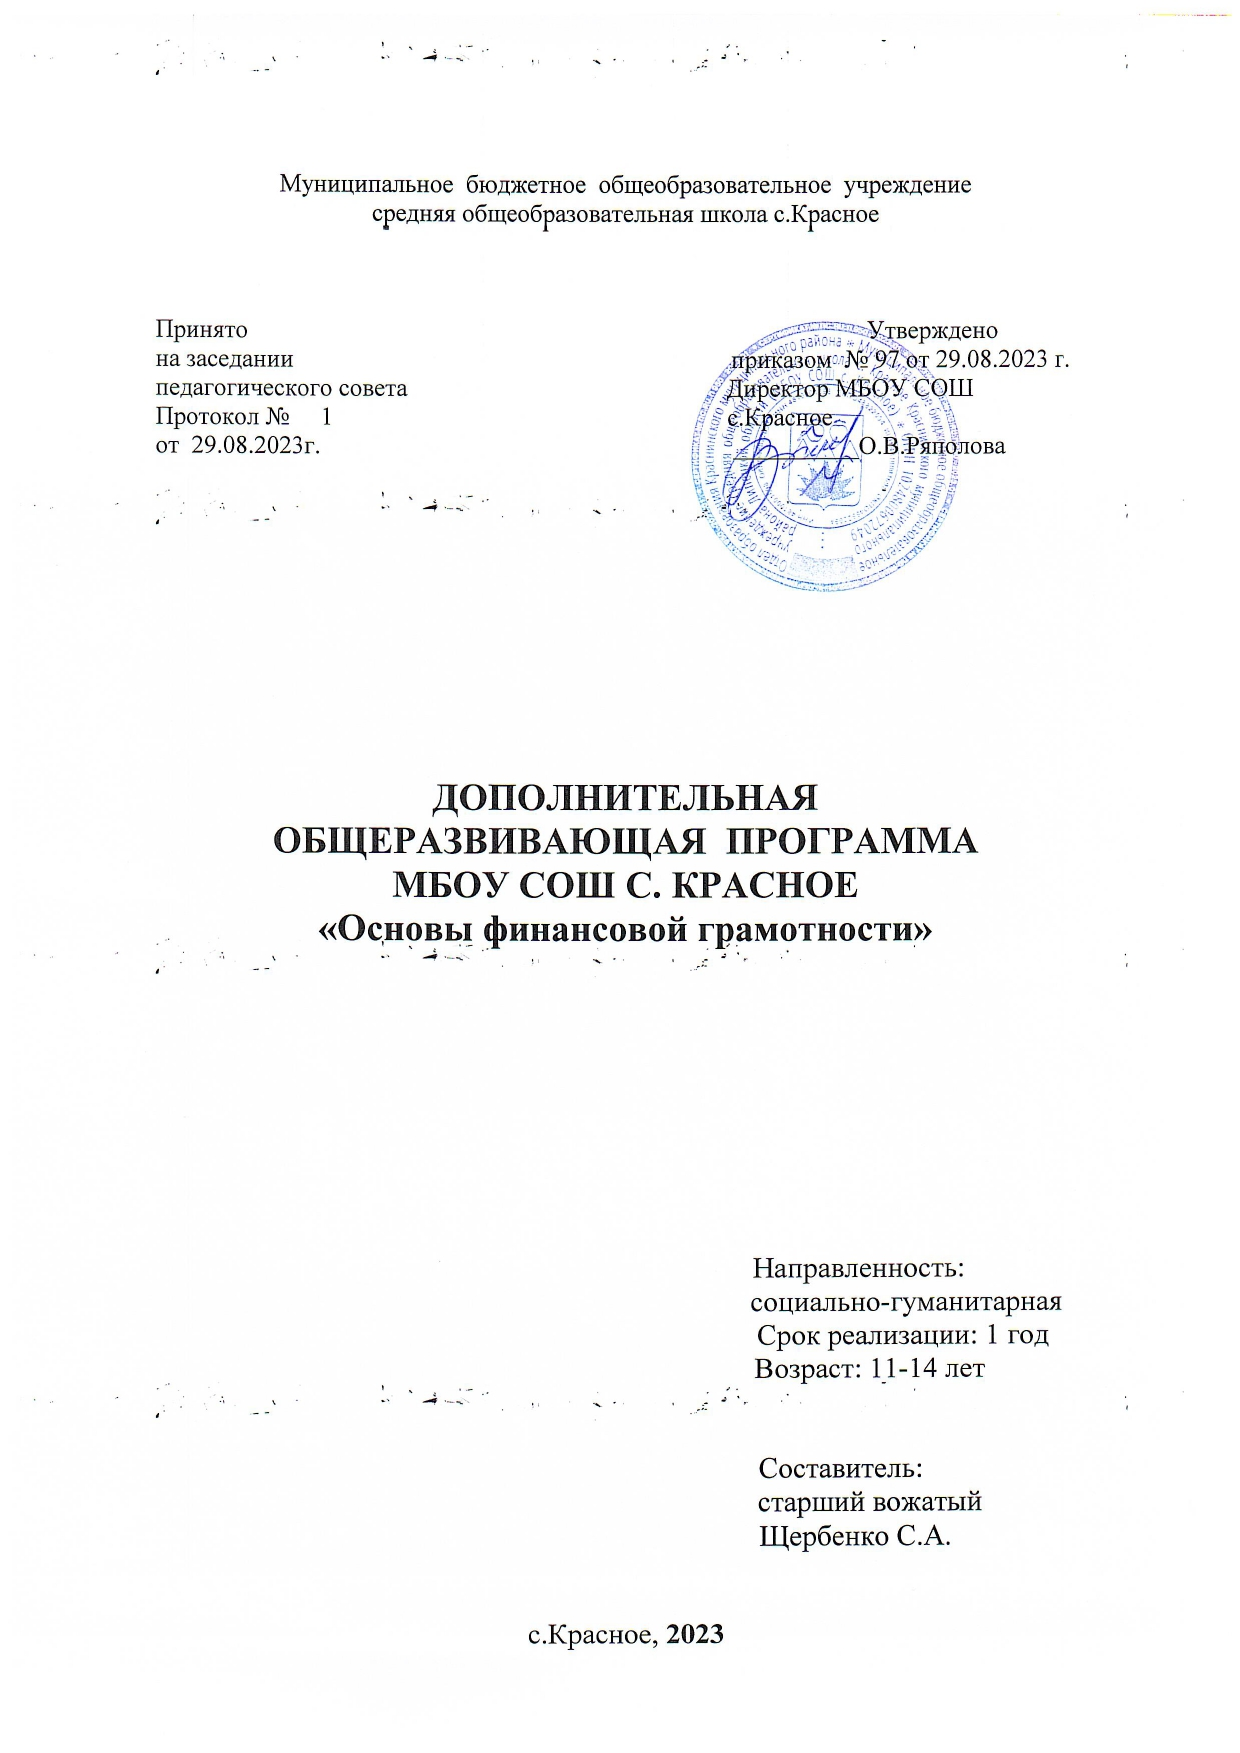 Муниципальное бюджетное общеобразовательное учреждение
средняя общеобразовательная школа с.Красное
Принято
на заседании
педагогического совета
Протокол № 1
от 29.08.2023г.
Утверждено
приказом № 97 от 29.08.2023 г.
Директор МБОУ СОШ
с.Красное
О.В.Ряполова
ДОПОЛНИТЕЛЬНАЯ
ОБЩЕРАЗВИВАЮЩАЯ ПРОГРАММА
МБОУ СОШ С. КРАСНОЕ
«Основы финансовой грамотности»
Направленность:
социально-гуманитарная
Срок реализации: 1 год
Возраст: 11-14 лет
Составитель:
старший вожатый
Щербенко С.А.
с.Красное, 2023